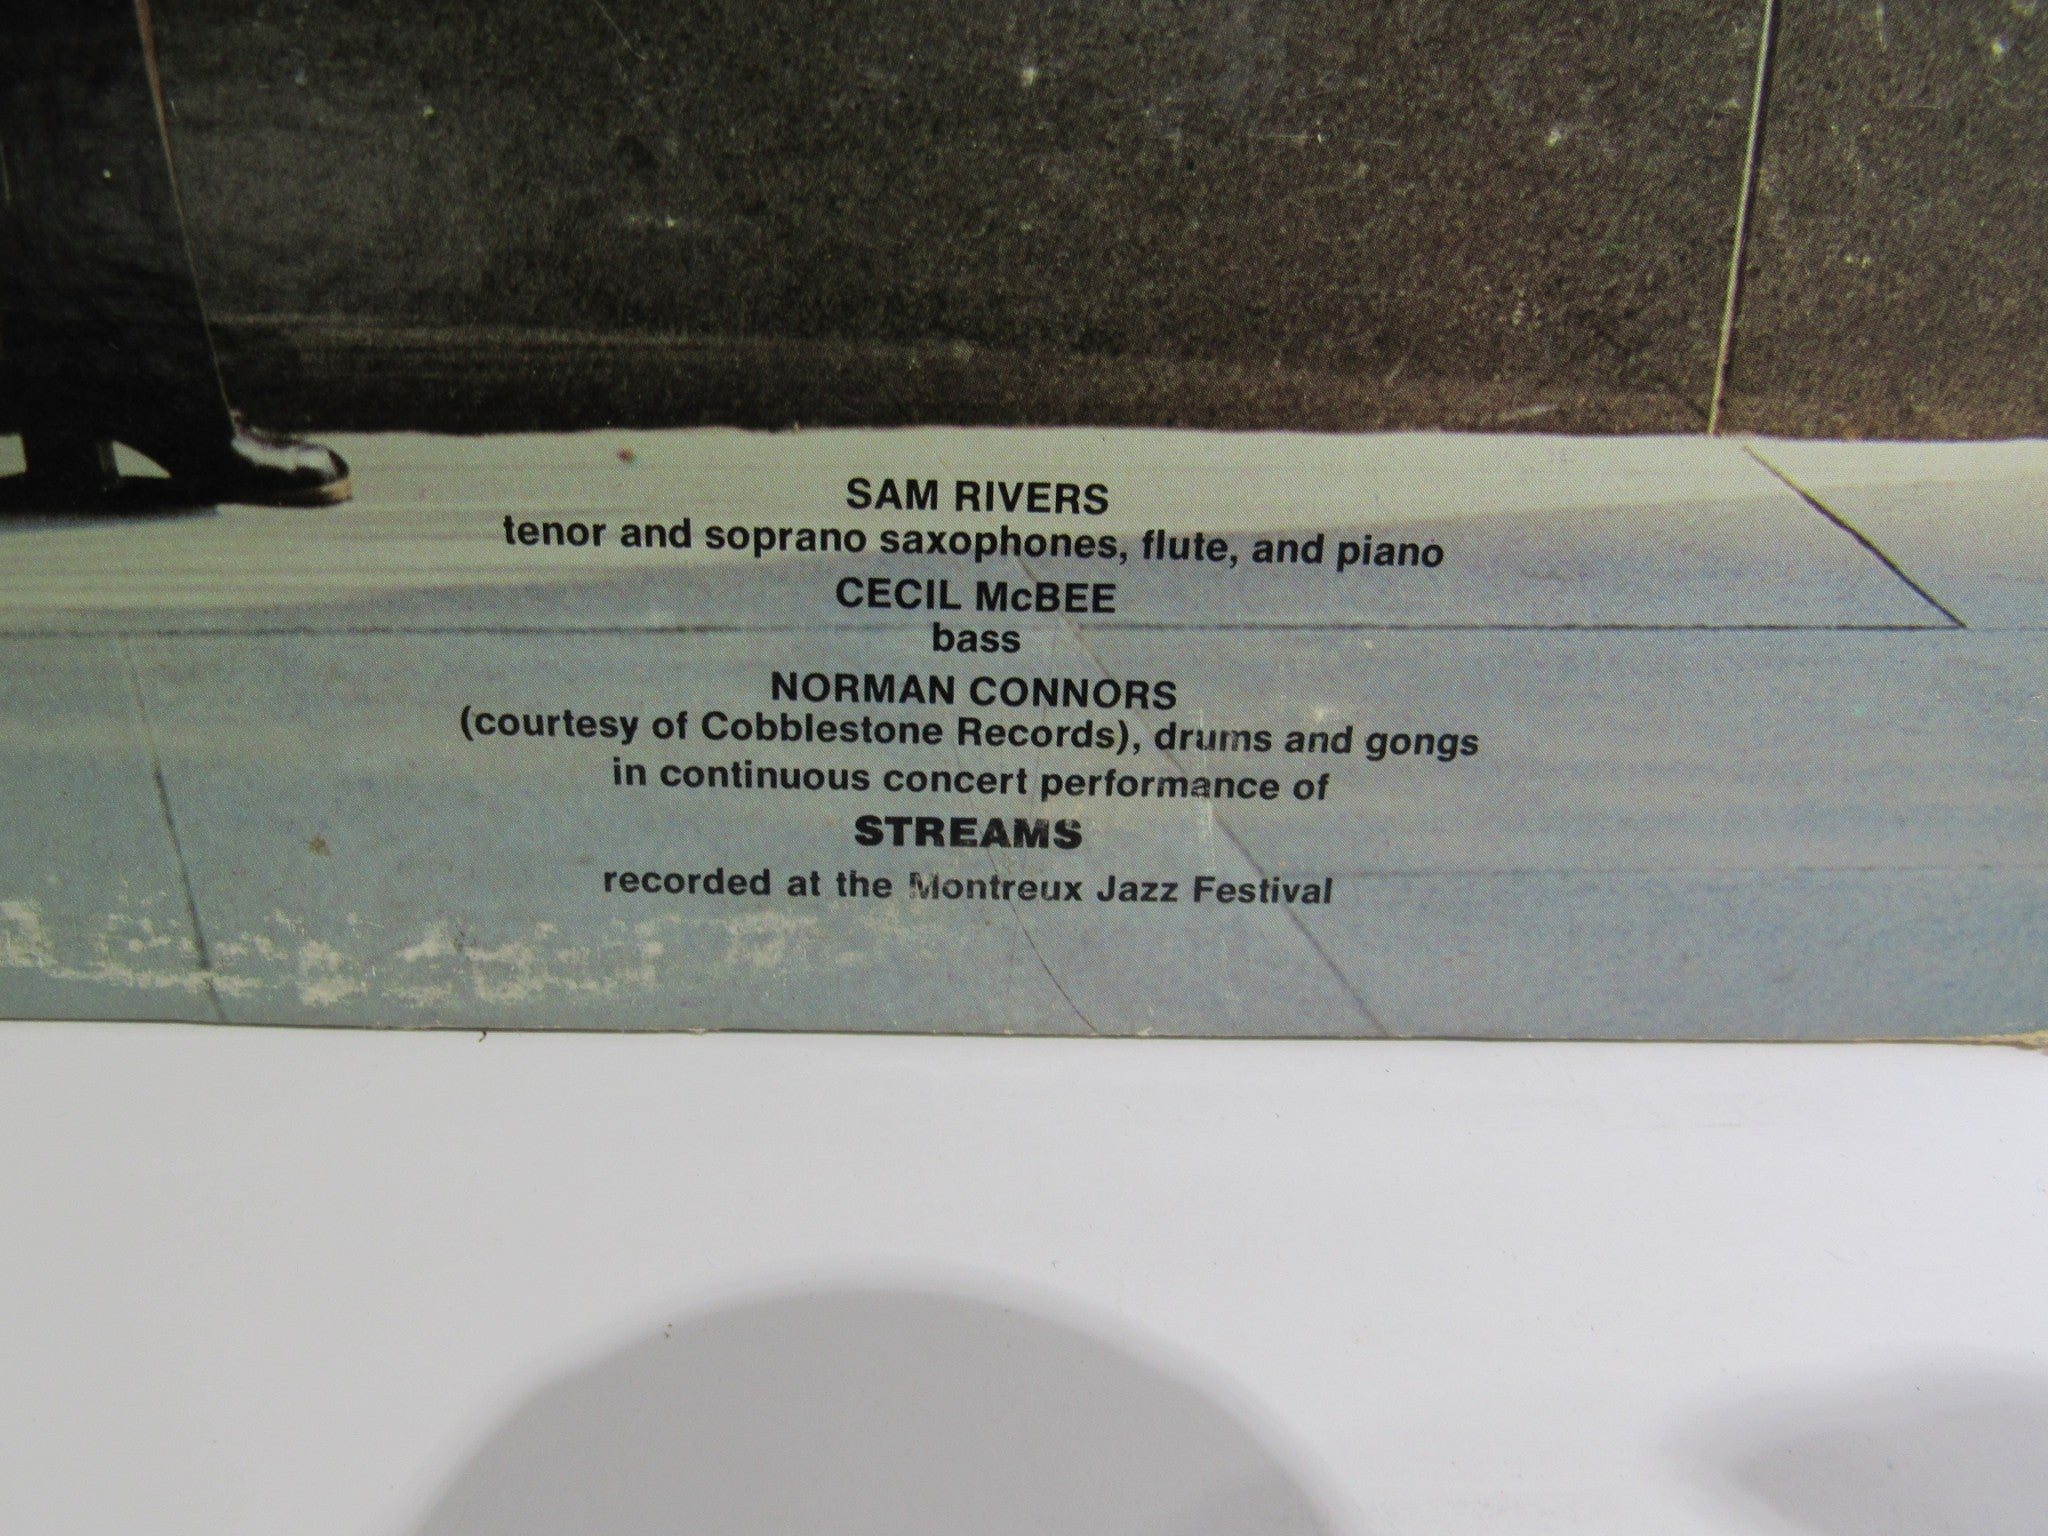 SAM RIVERS
tenor and soprano saxophones, flute, and piano
CECIL McBEE
bass
NORMAN CONNORS
(courtesy of Cobblestone Records), drums and gongs
in continuous concert performance of
STREAMS
recorded at the Montreux Jazz Festival